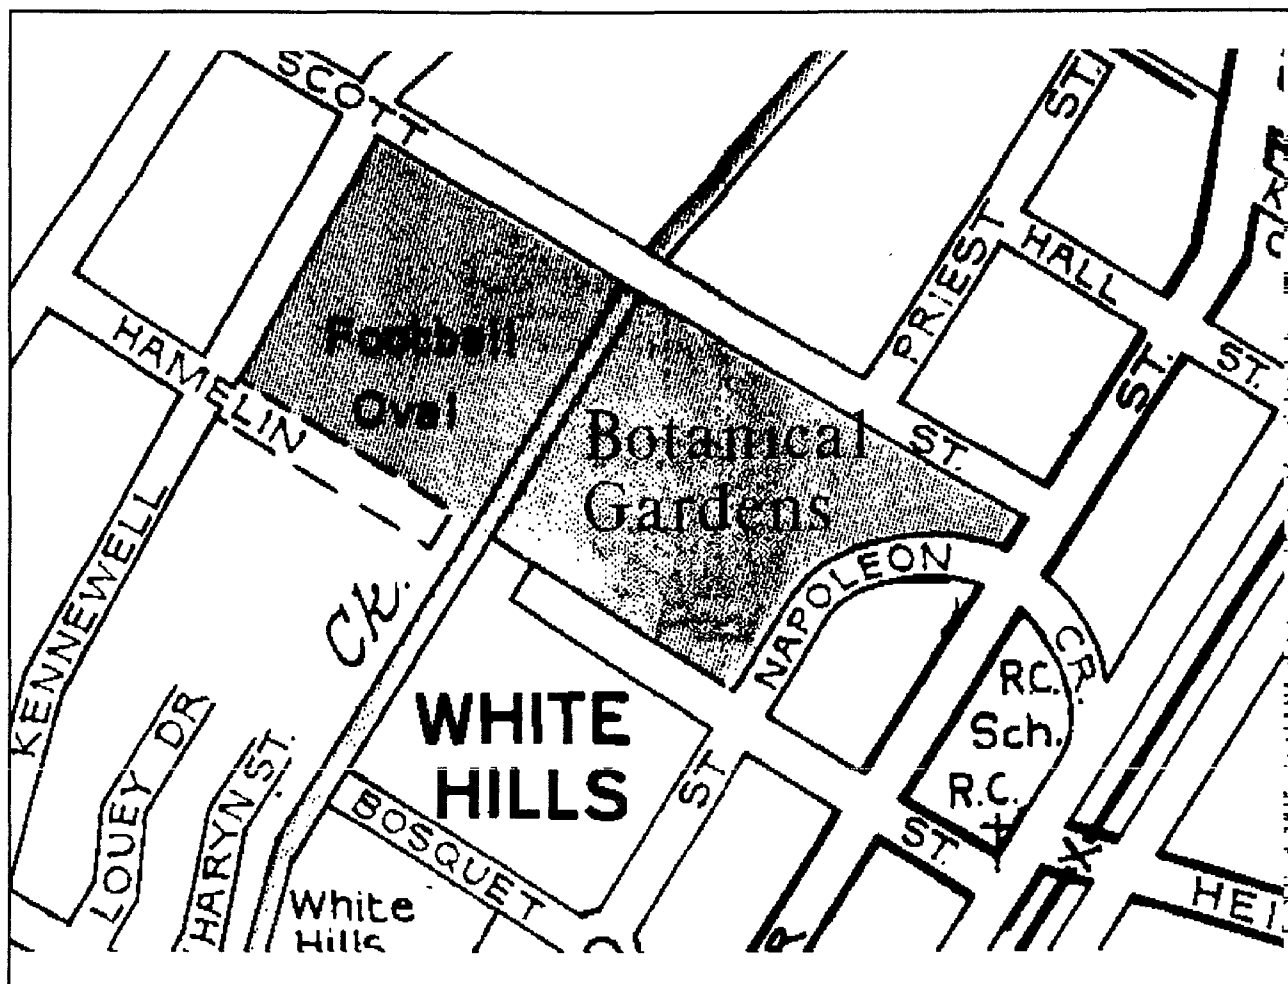 SCOTT
ST.
PRIEST
ST.
HALL
ST.
ST.
HAMELIN
Football
Oval
Botanical
Gardens
KENNEWELL
Ck.
NAPOLEON
CR.
R.C.
Sch.
R.C.
LOUEY DR
HARYN ST.
WHITE
HILLS
ST
BOSQUET
ST.
White
Hills
HEI